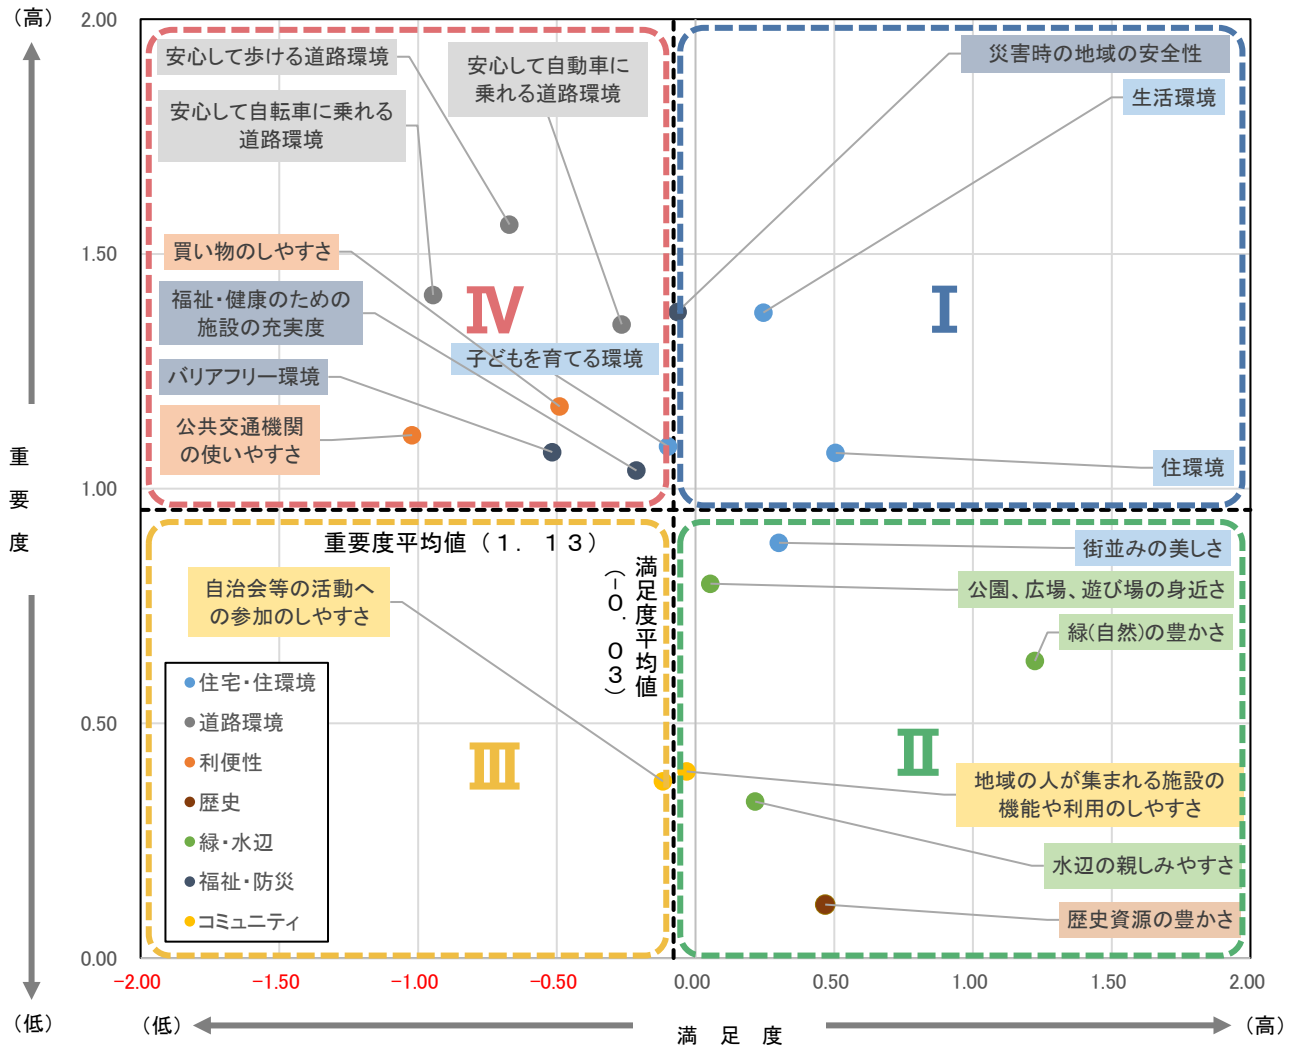 （高）
2.00
安心して歩ける道路環境
安心して自動車に
乗れる道路環境
災害時の地域の安全性
生活環境
安心して自転車に乗れる
道路環境
買い物のしやすさ
1.50
福祉・健康のための
施設の充実度
Ⅳ
Ⅰ
子どもを育てる環境
バリアフリー環境
公共交通機関
の使いやすさ
住環境
重要度
1.00
重要度平均値（１．１３）
満足度平均値
（-０．０３）
街並みの美しさ
自治会等の活動へ
の参加のしやすさ
公園、広場、遊び場の身近さ
緑(自然)の豊かさ
住宅・住環境
道路環境
利便性
歴史
緑・水辺
福祉・防災
コミュニティ
0.50
Ⅲ
Ⅱ
地域の人が集まれる施設の
機能や利用のしやすさ
水辺の親しみやすさ
歴史資源の豊かさ
0.00
-2.00
-1.50
-1.00
-0.50
0.00
0.50
1.00
1.50
2.00
（低）
（低）
満 足 度
（高）